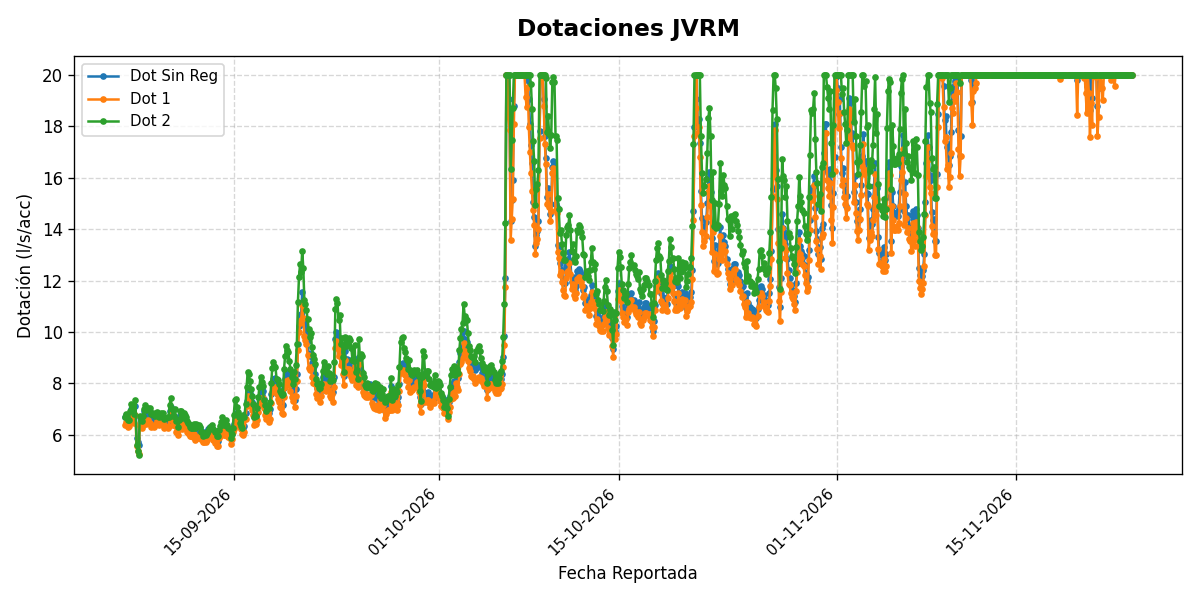 Dotaciones JVRM
Dot Sin Reg
Dot 1
Dot 2
Dotación (l/s/acc)
20
18
16
14
12
10
8
6
15-09-2026
01-10-2026
15-10-2026
01-11-2026
15-11-2026
Fecha Reportada